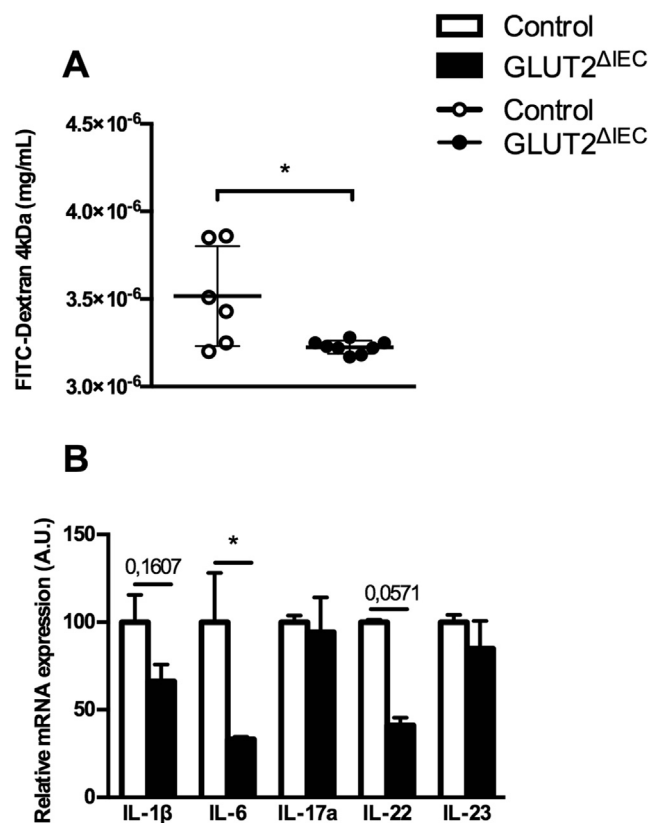 Control
GLUT2ΔIEC
Control
GLUT2ΔIEC
A
FITC-Dextran 4kDa (mg/mL)
4.5×10-6
4.0×10-6
3.5×10-6
3.0×10-6
*
B
Relative mRNA expression (A.U.)
150
100
50
0
0,1607
*
0,0571
IL-1β IL-6 IL-17a IL-22 IL-23